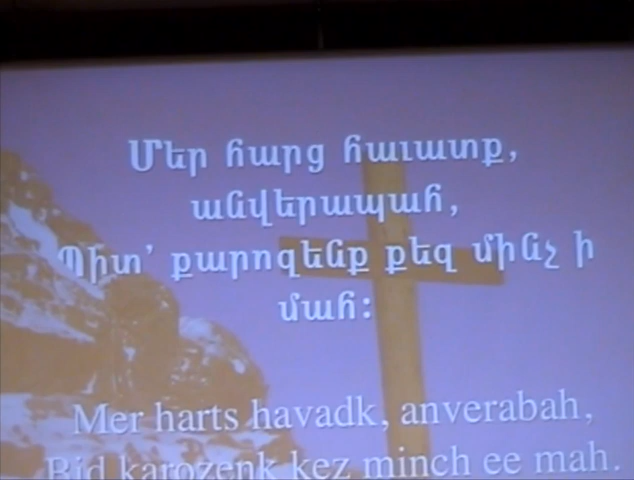 Մեր հարց հաւատք,
անվերապահ,
Պիտ՚ քարոզենք քեզ մինչ ի
մահ:
Mer harts havadk, anverabah,
Bid karozenk kez minch ee mah.